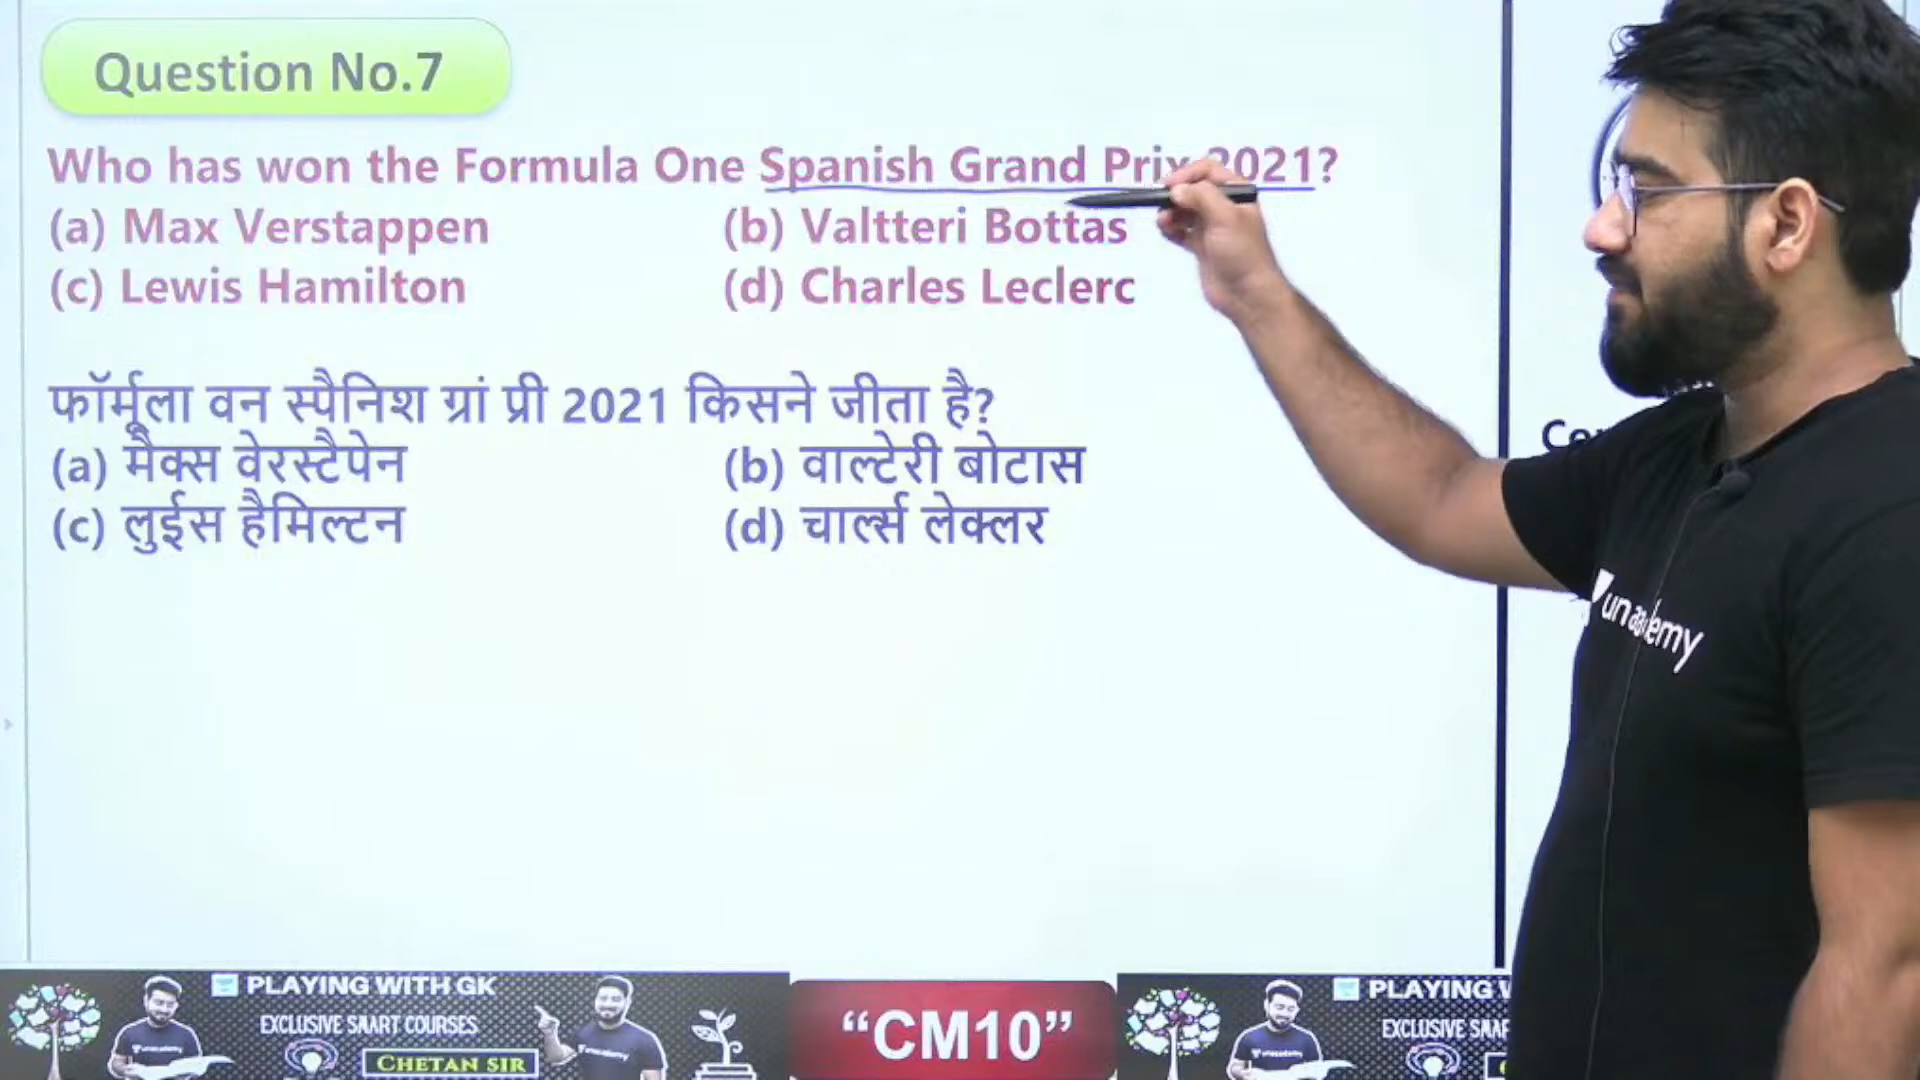 Question No.7
Who has won the Formula One Spanish Grand Prix 2021?
(a) Max Verstappen (b) Valtteri Bottas
(c) Lewis Hamilton (d) Charles Leclerc
फॉर्मूला वन स्पैनिश ग्रां प्री 2021 किसने जीता है?
(a) मैक्स वेरस्टैपेन (b) वाल्टेरी बोटास
(c) लुईस हैमिल्टन (d) चार्ल्स लेक्लर
unacademy
PLAYING WITH GK
EXCLUSIVE SMART COURSES
CHETAN SIR
"CM10"
PLAYING
EXCLUSIVE